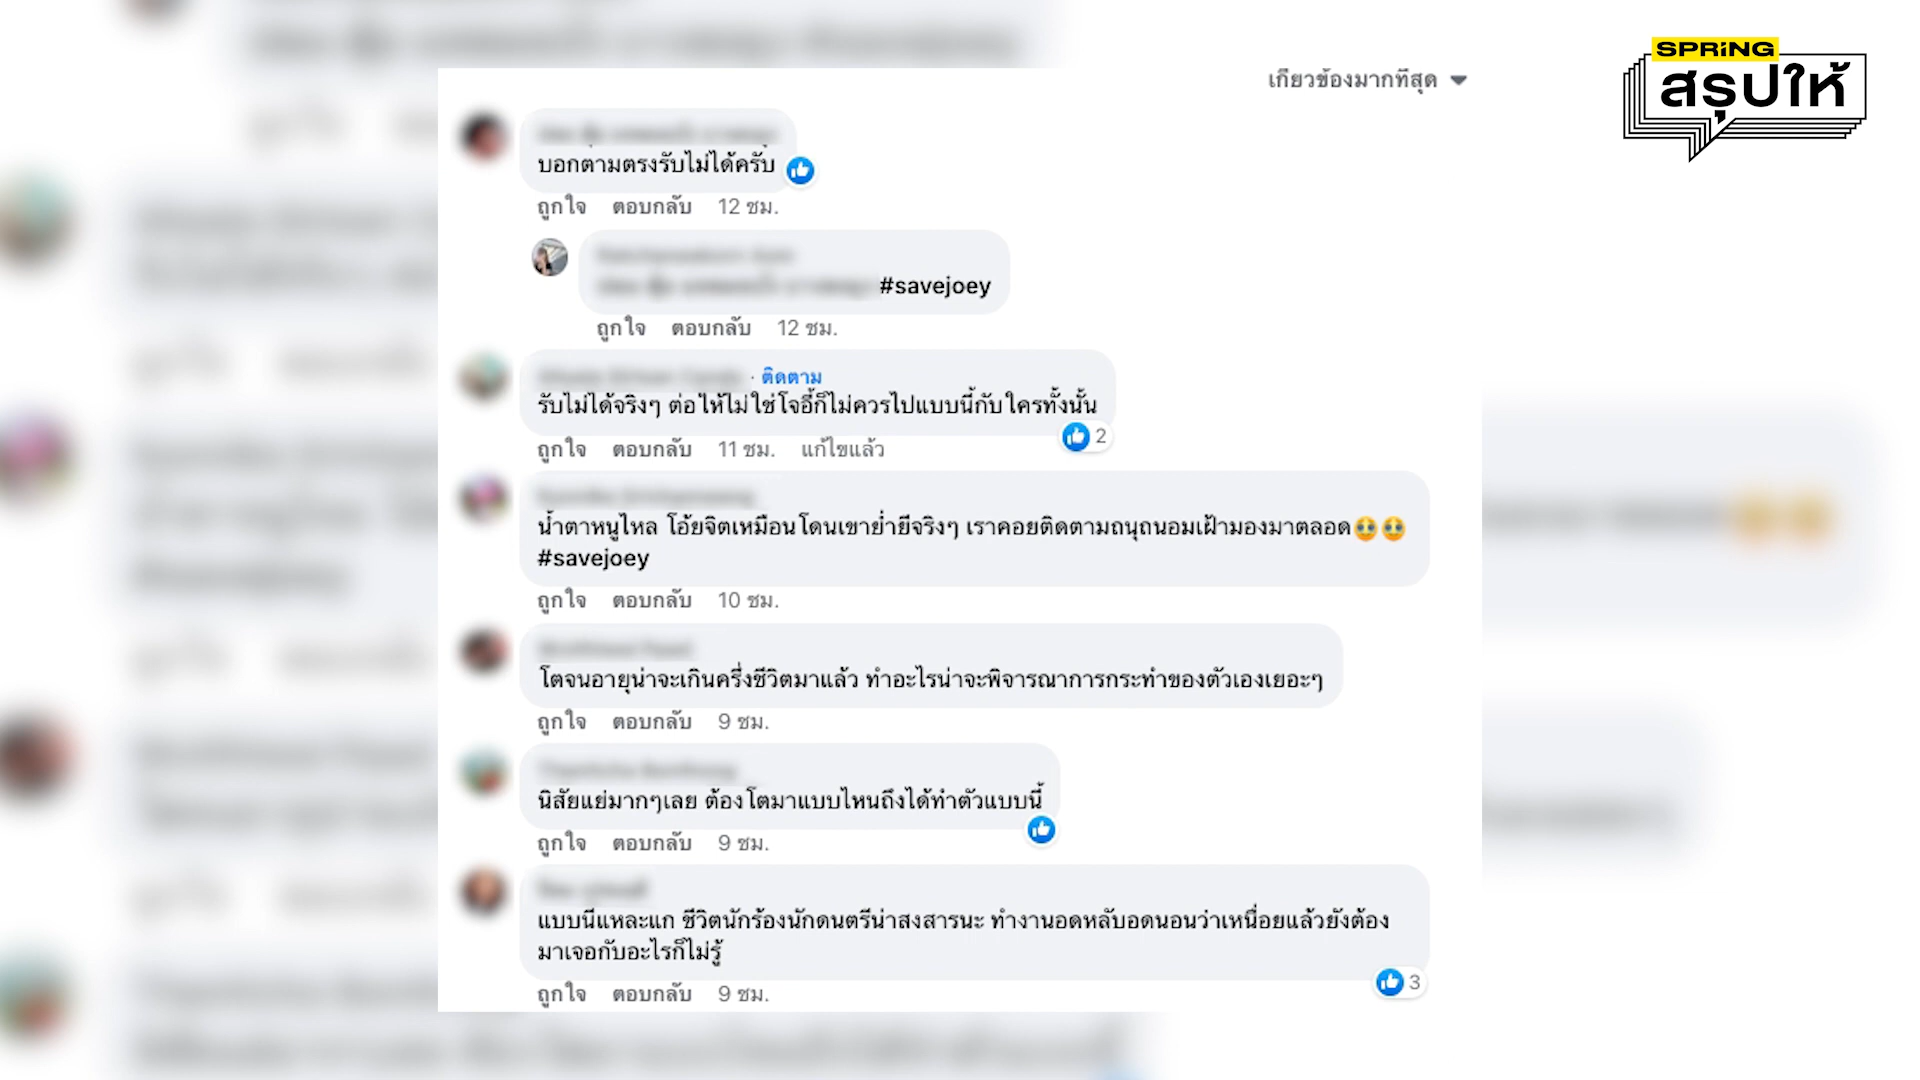 SPRiNG
สรุปให้
เกี่ยวข้องมากที่สุด
บอกตามตรงรับไม่ได้ครับ
ถูกใจ ตอบกลับ 12 ชม.
#savejoey
ถูกใจ ตอบกลับ 12 ชม.
· ติดตาม
รับไม่ได้จริงๆ ต่อให้ไม่ใช่โจอี้ก็ไม่ควรไปแบบนี้กับใครทั้งนั้น
2
ถูกใจ ตอบกลับ 11 ชม. แก้ไขแล้ว
น้ำตาหนูไหล โอ้ยจิตเหมือนโดนเขาย่ำยีจริงๆ เราคอยติดตามถนุถนอมเฝ้ามองมาตลอด🥹🥹
#savejoey
ถูกใจ ตอบกลับ 10 ชม.
โตจนอายุน่าจะเกินครึ่งชีวิตมาแล้ว ทำอะไรน่าจะพิจารณาการกระทำของตัวเองเยอะๆ
ถูกใจ ตอบกลับ 9 ชม.
นิสัยแย่มากๆเลย ต้องโตมาแบบไหนถึงได้ทำตัวแบบนี้
ถูกใจ ตอบกลับ 9 ชม.
แบบนี้แหละแก ชีวิตนักร้องนักดนตรีน่าสงสารนะ ทำงานอดหลับอดนอนว่าเหนื่อยแล้วยังต้อง
มาเจอกับอะไรก็ไม่รู้
3
ถูกใจ ตอบกลับ 9 ชม.